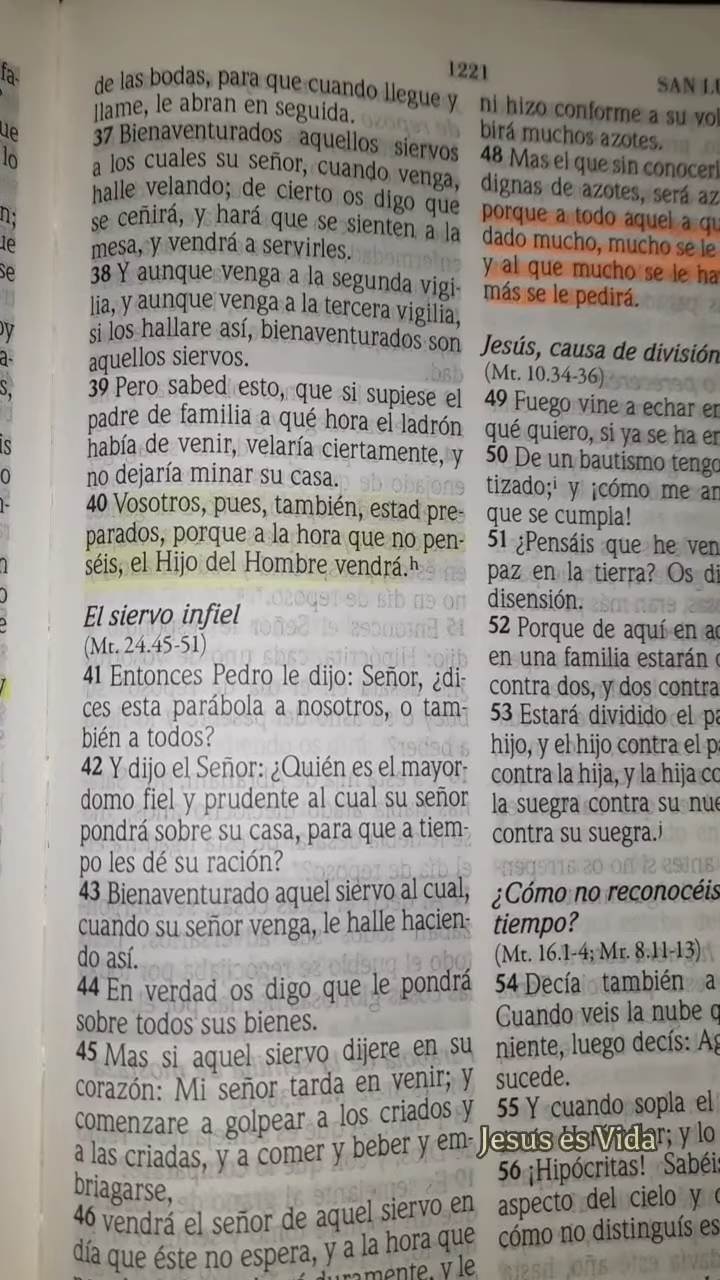 1221
SAN
de las bodas, para que cuando llegue y
llame, le abran en seguida.
37 Bienaventurados aquellos siervos
a los cuales su señor, cuando venga,
halle velando; de cierto os digo que
se ceñirá, y hará que se sienten a la
mesa, y vendrá a servirles.
38 Y aunque venga a la segunda vigi-
lia, y aunque venga a la tercera vigilia,
si los hallare así, bienaventurados son
aquellos siervos.
39 Pero sabed esto, que si supiese el
padre de familia a qué hora el ladrón
había de venir, velaría ciertamente, y
no dejaría minar su casa.
40 Vosotros, pues, también, estad pre-
parados, porque a la hora que no pen-
séis, el Hijo del Hombre vendrá.ʰ
El siervo infiel
(Mt. 24.45-51)
41 Entonces Pedro le dijo: Señor, ¿di-
ces esta parábola a nosotros, o tam-
bién a todos?
42 Y dijo el Señor: ¿Quién es el mayor-
domo fiel y prudente al cual su señor
pondrá sobre su casa, para que a tiem-
po les dé su ración?
43 Bienaventurado aquel siervo al cual,
cuando su señor venga, le halle hacien-
do así.
44 En verdad os digo que le pondrá
sobre todos sus bienes.
45 Mas si aquel siervo dijere en su
corazón: Mi señor tarda en venir; y
comenzare a golpear a los criados y
a las criadas, y a comer y beber y em-
briagarse,
46 vendrá el señor de aquel siervo en
día que éste no espera, y a la hora que
y le
ni hizo conforme a su
birá muchos azotes.
48 Mas el que sin
dignas de azotes, será
porque a todo aquel a
dado mucho, mucho se le
y al que mucho se le
más se le pedirá.
Jesús, causa de división
(Mt. 10.34-36)
49 Fuego vine a echar
qué quiero, si ya se ha
50 De un bautismo tengo
tizado;ⁱ y ¡cómo me
que se cumpla!
51 ¿Pensáis que he
paz en la tierra? Os
disensión.
52 Porque de aquí en
en una familia estarán
contra dos, y dos contra
53 Estará dividido el
hijo, y el hijo contra el
contra la hija, y la hija
la suegra contra su
contra su suegra.ʲ
¿Cómo no reconocéis
tiempo?
(Mt. 16.1-4; Mr. 8.11-13)
54 Decía también a
Cuando veis la nube
niente, luego decís:
sucede.
55 Y cuando sopla el
y lo
Jesus es Vida
56 ¡Hipócritas!
aspecto del cielo y
cómo no distinguís